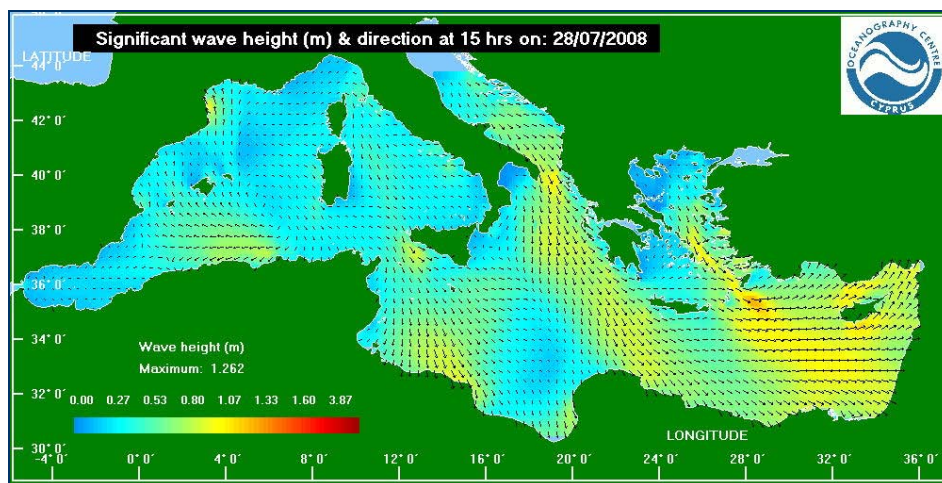 Significant wave height (m) & direction at 15 hrs on: 28/07/2008
OCEANOGRAPHY CENTRE
CYPRUS
LATITUDE
44° 0´
42° 0´
40° 0´
38° 0´
36° 0´
34° 0´
32° 0´
30° 0´
Wave height (m)
Maximum: 1.262
0.00 0.27 0.53 0.80 1.07 1.33 1.60 3.87
LONGITUDE
-4° 0´ 0° 0´ 4° 0´ 8° 0´ 12° 0´ 16° 0´ 20° 0´ 24° 0´ 28° 0´ 32° 0´ 36° 0´